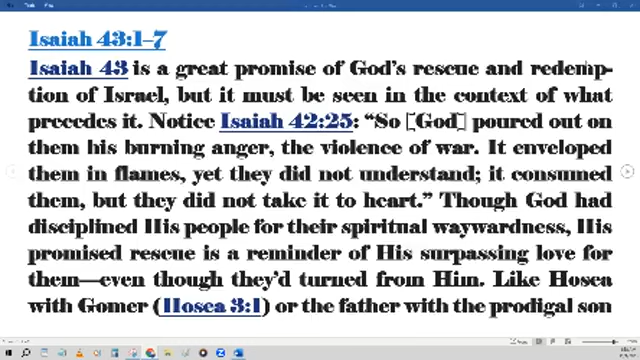 Isaiah 43:1–7
Isaiah 43 is a great promise of God's rescue and redemp-
tion of Israel, but it must be seen in the context of what
precedes it. Notice Isaiah 42:25: “So [God] poured out on
them his burning anger, the violence of war. It enveloped
them in flames, yet they did not understand; it consumed
them, but they did not take it to heart.” Though God had
disciplined His people for their spiritual waywardness, His
promised rescue is a reminder of His surpassing love for
them—even though they'd turned from Him. Like Hosea
with Gomer (Hosea 3:1) or the father with the prodigal son